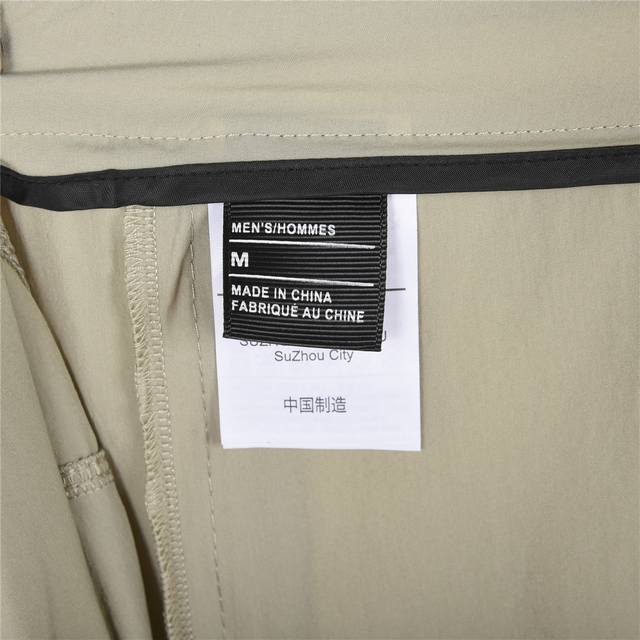 MEN'S/HOMMES
M
MADE IN CHINA
FABRIQUÉ AU CHINE
SuZhou City
中国制造